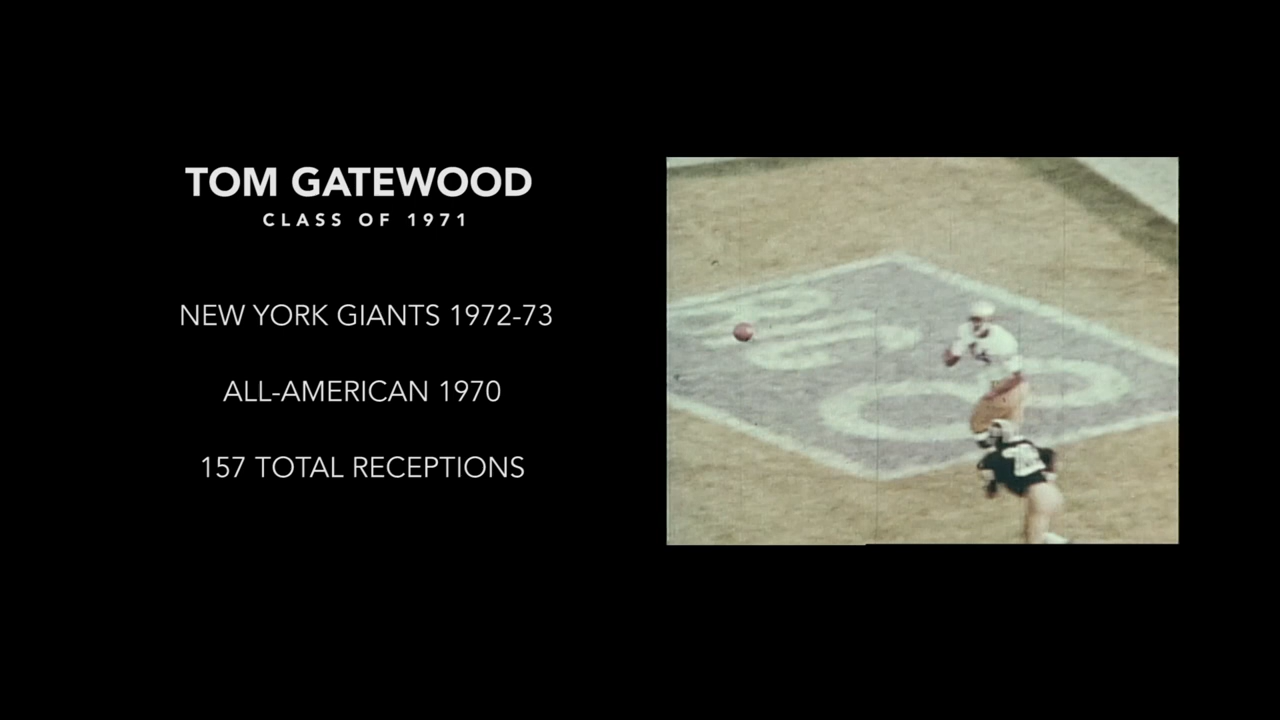 TOM GATEWOOD
CLASS OF 1971
NEW YORK GIANTS 1972-73
ALL-AMERICAN 1970
157 TOTAL RECEPTIONS